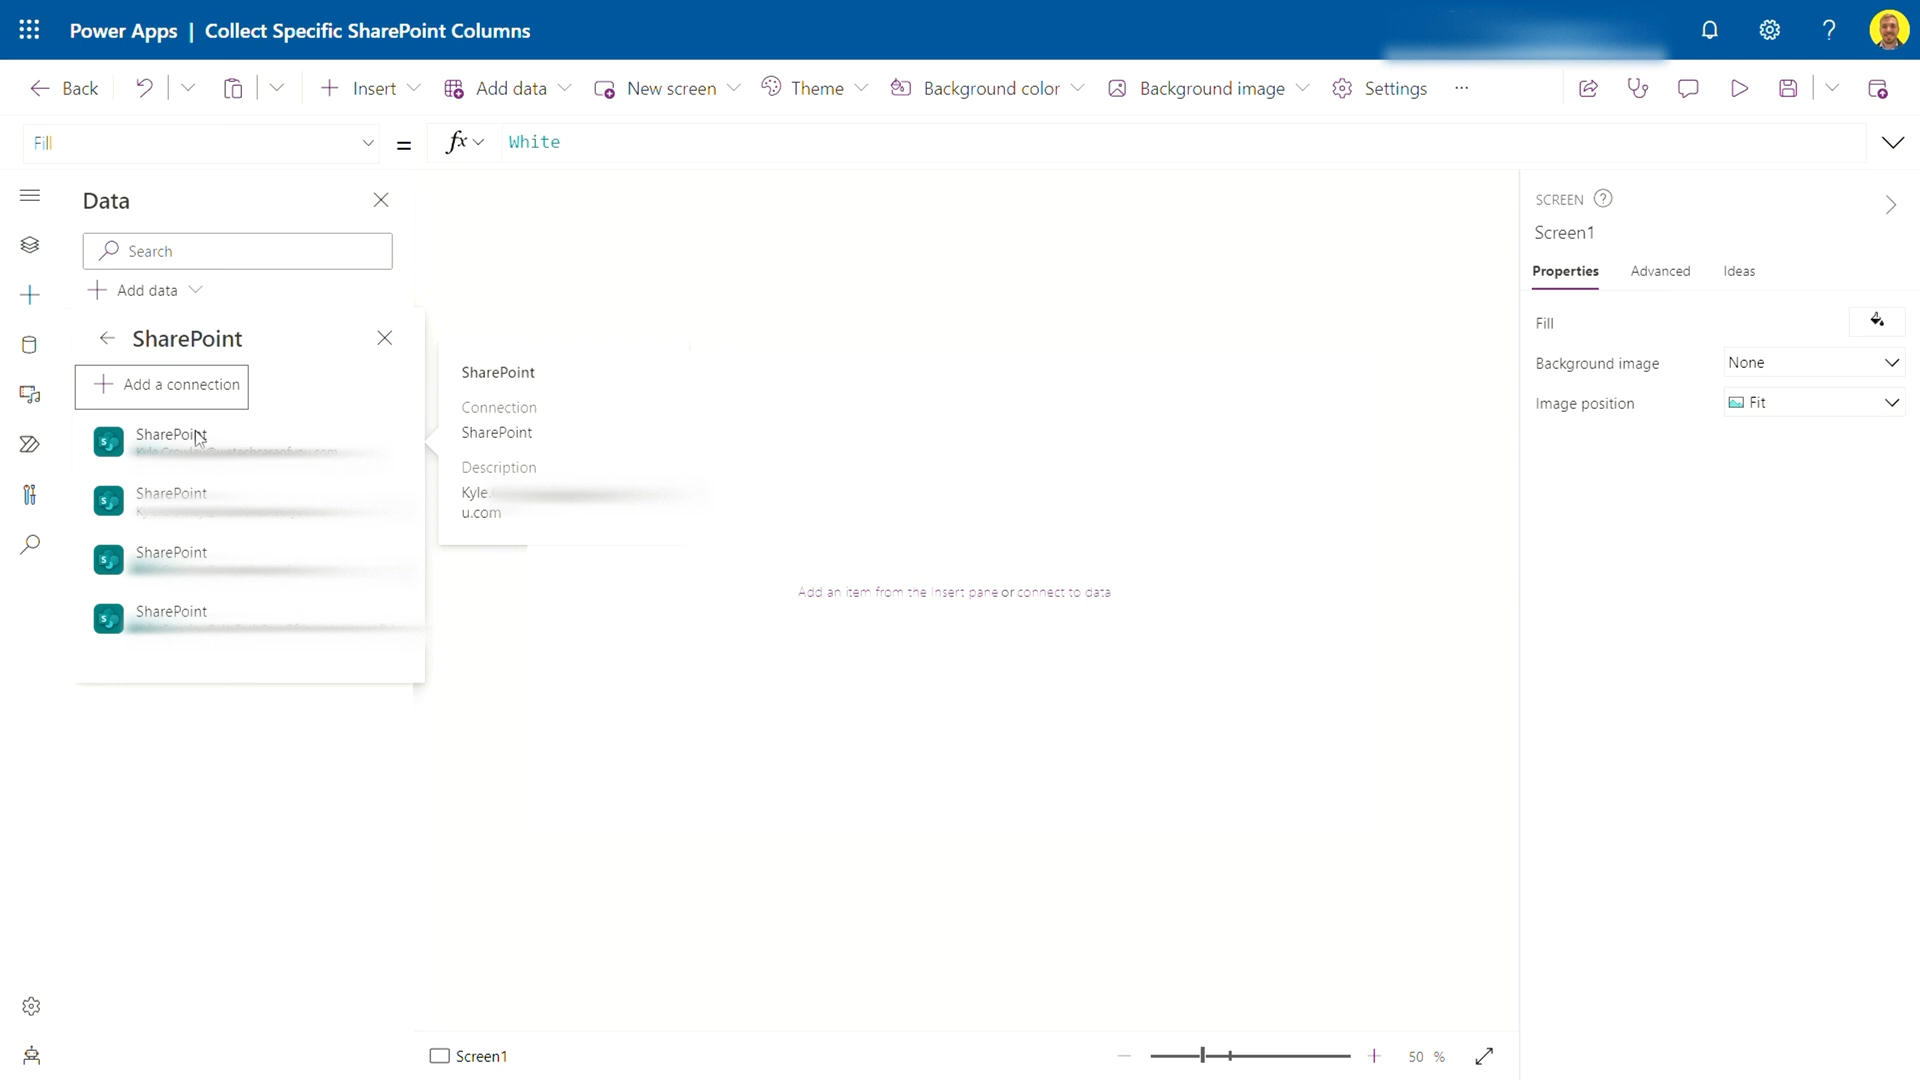 Power Apps | Collect Specific SharePoint Columns
Back
Insert
Add data
New screen
Theme
Background color
Background image
Settings
Fill
=
fx
White
Data
Search
Add data
SharePoint
Add a connection
SharePoint
SharePoint
SharePoint
SharePoint
SharePoint
Connection
SharePoint
Description
Kyle.
u.com
Add an item from the Insert pane or connect to data
SCREEN
Screen1
Properties
Advanced
Ideas
Fill
Background image
None
Image position
Fit
Screen1
50 %